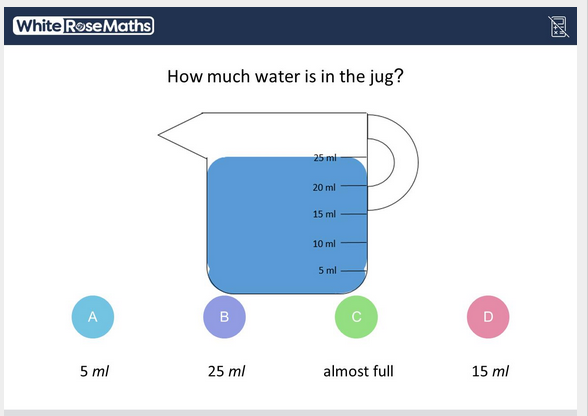 White Rose Maths
How much water is in the jug?
25 ml
20 ml
15 ml
10 ml
5 ml
A
B
C
D
5 ml
25 ml
almost full
15 ml